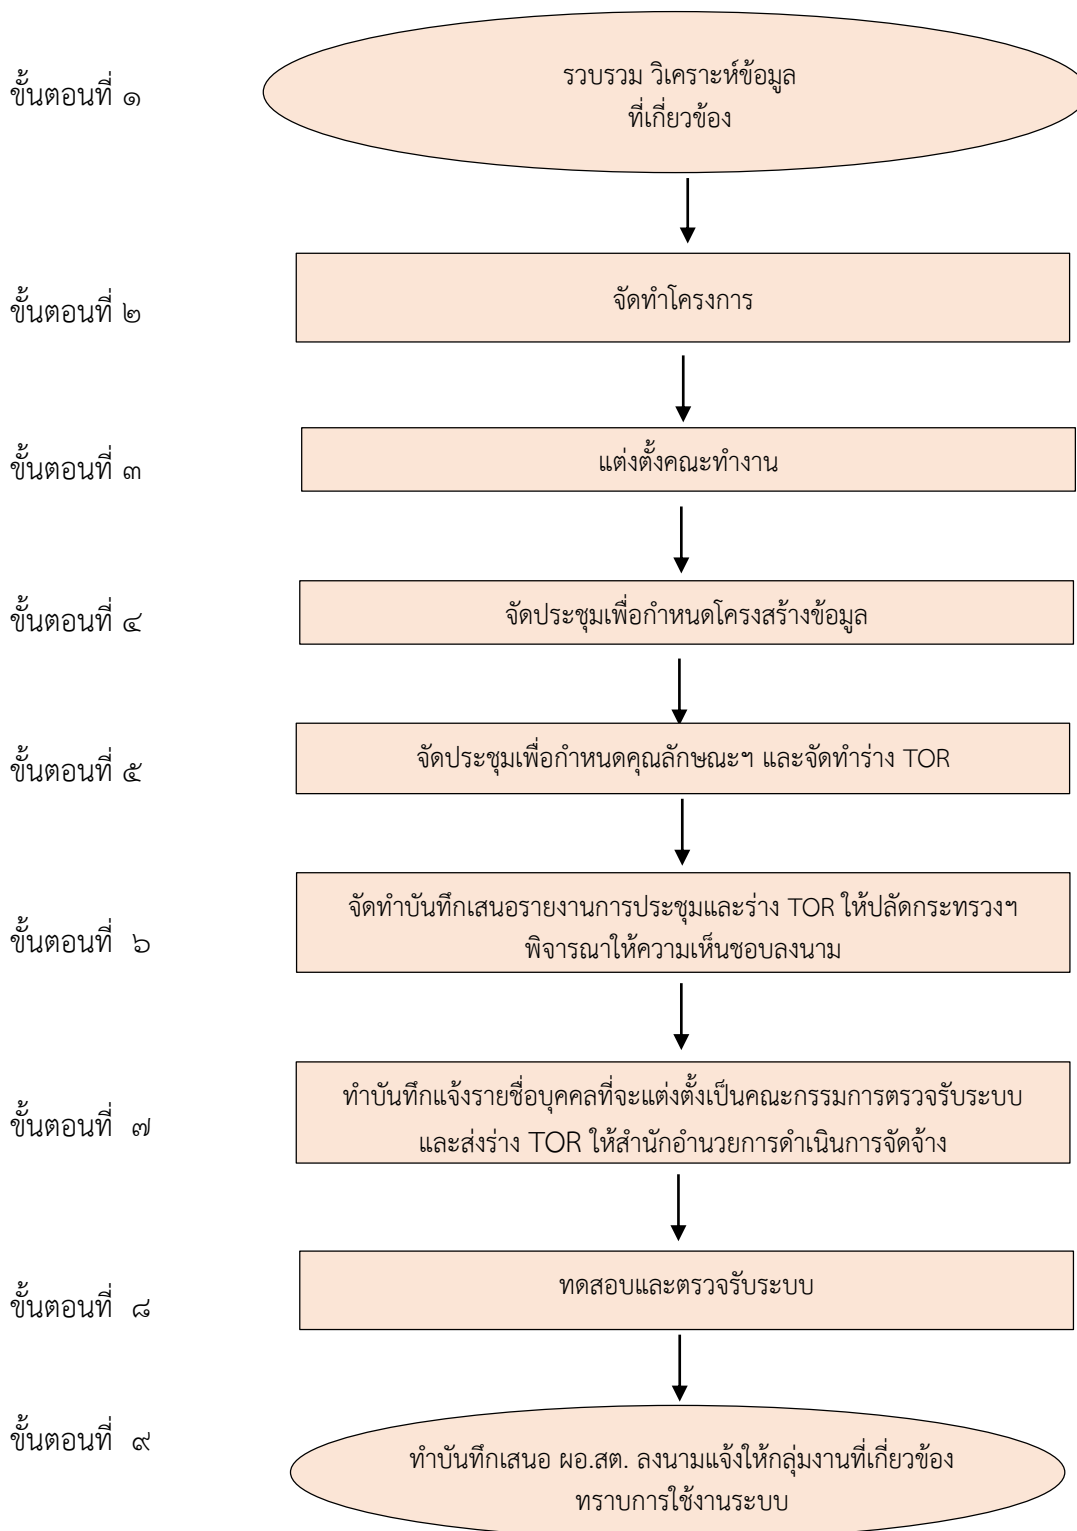 ขั้นตอนที่ ๑
รวบรวม วิเคราะห์ข้อมูล
ที่เกี่ยวข้อง
ขั้นตอนที่ ๒
จัดทำโครงการ
ขั้นตอนที่ ๓
แต่งตั้งคณะทำงาน
ขั้นตอนที่ ๔
จัดประชุมเพื่อกำหนดโครงสร้างข้อมูล
ขั้นตอนที่ ๕
จัดประชุมเพื่อกำหนดคุณลักษณะฯ และจัดทำร่าง TOR
ขั้นตอนที่ ๖
จัดทำบันทึกเสนอรายงานการประชุมและร่าง TOR ให้ปลัดกระทรวงฯ
พิจารณาให้ความเห็นชอบลงนาม
ขั้นตอนที่ ๗
ทำบันทึกแจ้งรายชื่อบุคคลที่จะแต่งตั้งเป็นคณะกรรมการตรวจรับระบบ
และส่งร่าง TOR ให้สำนักอำนวยการดำเนินการจัดจ้าง
ขั้นตอนที่ ๘
ทดสอบและตรวจรับระบบ
ขั้นตอนที่ ๙
ทำบันทึกเสนอ ผอ.สต. ลงนามแจ้งให้กลุ่มงานที่เกี่ยวข้อง
ทราบการใช้งานระบบ